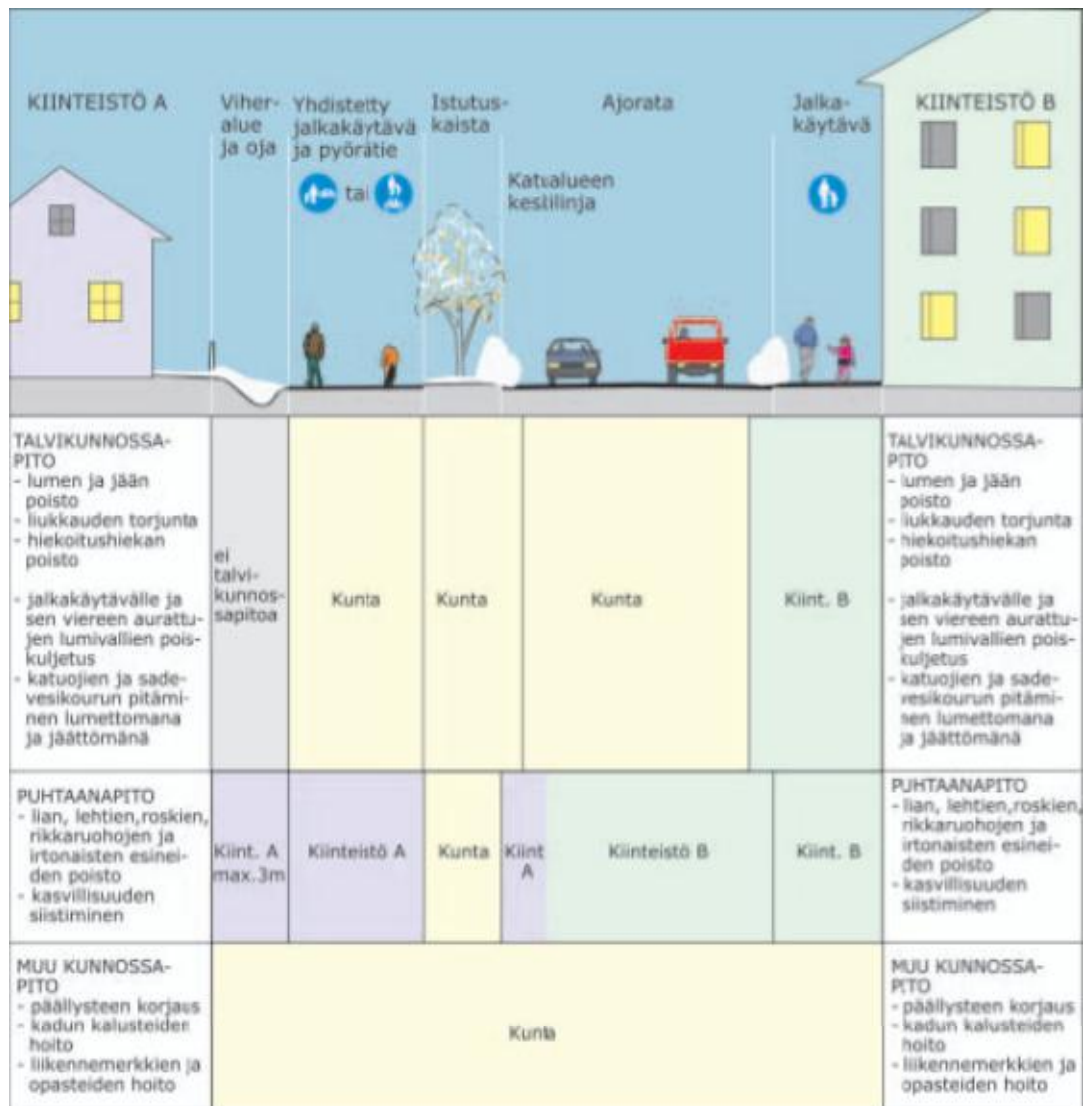 KIINTEISTÖ A
Viher-
alue
ja oja
Yhdistetty
jalkakäytävä
ja pyörätie
tai
Istutus-
kaista
Katualueen
keskilinja
Ajorata
Jalka-
käytävä
KIINTEISTÖ B
TALVIKUNNOSSA-
PITO
- lumen ja jään
poisto
- liukkauden torjunta
- hiekoitushiekan
poisto
- jalkakäytävälle ja
sen viereen aurattu-
jen lumivallien pois-
kuljetus
- katuojien ja sade-
vesikourun pitämi-
nen lumettomana
ja jäättömänä
ei
talvi-
kunnos-
sapitoa
Kunta
Kunta
Kunta
Kiint. B
TALVIKUNNOSSA-
PITO
- lumen ja jään
poisto
- liukkauden torjunta
- hiekoitushiekan
poisto
- jalkakäytävälle ja
sen viereen aurattu-
jen lumivallien pois-
kuljetus
- katuojien ja sade-
vesikourun pitämi-
nen lumettomana
ja jäättömänä
PUHTAANAPITO
- lian, lehtien,roskien,
rikkaruohojen ja
irtonaisten esinei-
den poisto
- kasvillisuuden
siistiminen
Kiint. A
max.3m
Kiinteistö A
Kunta
Kiint
A
Kiinteistö B
Kiint. B
PUHTAANAPITO
- lian, lehtien,roskien,
rikkaruohojen ja
irtonaisten esinei-
den poisto
- kasvillisuuden
siistiminen
MUU KUNNOSSA-
PITO
- päällysteen korjaus
- kadun kalusteiden
hoito
- liikennemerkkien ja
opasteiden hoito
Kunta
MUU KUNNOSSA-
PITO
- päällysteen korjaus
- kadun kalusteiden
hoito
- liikennemerkkien ja
opasteiden hoito